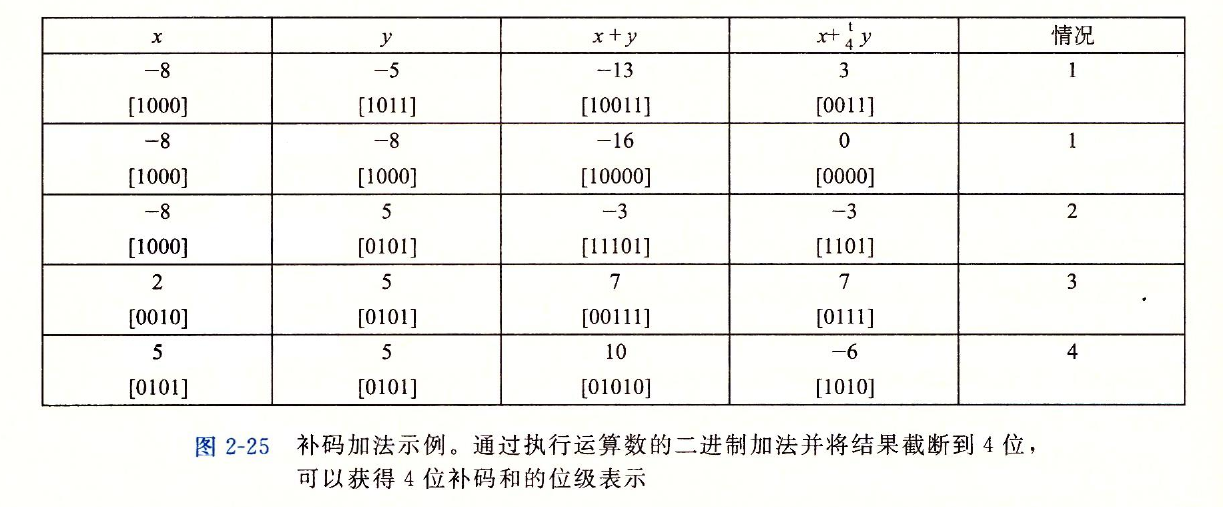 x y x+y x+ᵗ₄y 情况
−8 −5 −13 3 1
[1000] [1011] [10011] [0011]
−8 −8 −16 0 1
[1000] [1000] [10000] [0000]
−8 5 −3 −3 2
[1000] [0101] [11101] [1101]
2 5 7 7 3
[0010] [0101] [00111] [0111]
5 5 10 −6 4
[0101] [0101] [01010] [1010]
图 2-25 补码加法示例。通过执行运算数的二进制加法并将结果截断到 4 位，
可以获得 4 位补码和的位级表示